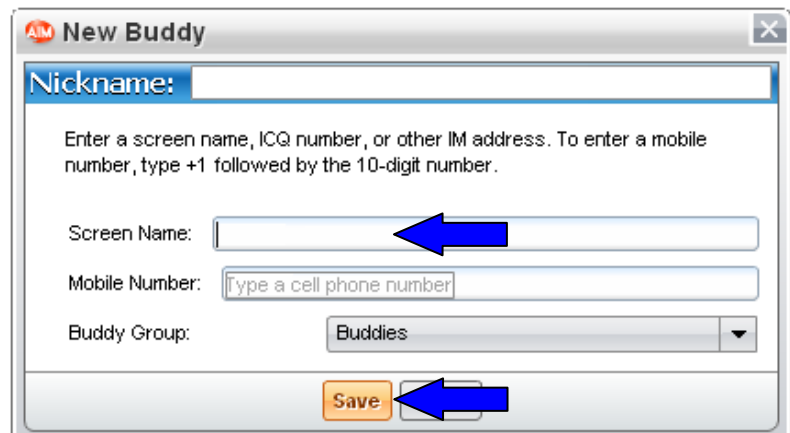 AIM New Buddy
Nickname:
Enter a screen name, ICQ number, or other IM address. To enter a mobile
number, type +1 followed by the 10-digit number.
Screen Name:
Mobile Number: Type a cell phone number
Buddy Group: Buddies
Save